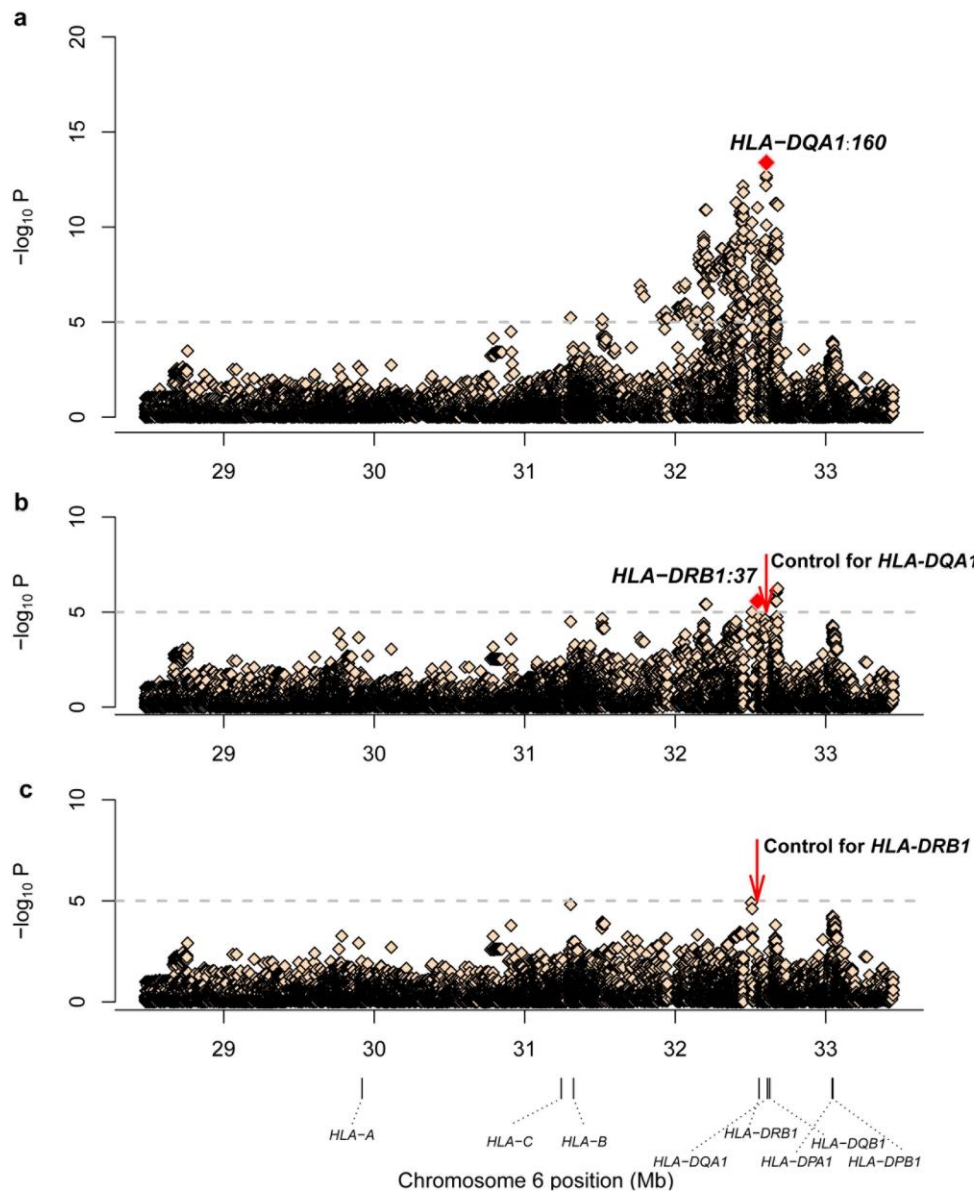 a
20
15
10
5
0
−log10 P
HLA−DQA1:160
29 30 31 32 33
b
10
5
0
−log10 P
HLA−DRB1:37
Control for HLA-DQA1
29 30 31 32 33
c
10
5
0
−log10 P
Control for HLA-DRB1
29 30 31 32 33
HLA−A
HLA−C
HLA−B
HLA−DQA1
HLA−DRB1
HLA−DPA1
HLA−DQB1
HLA−DPB1
Chromosome 6 position (Mb)